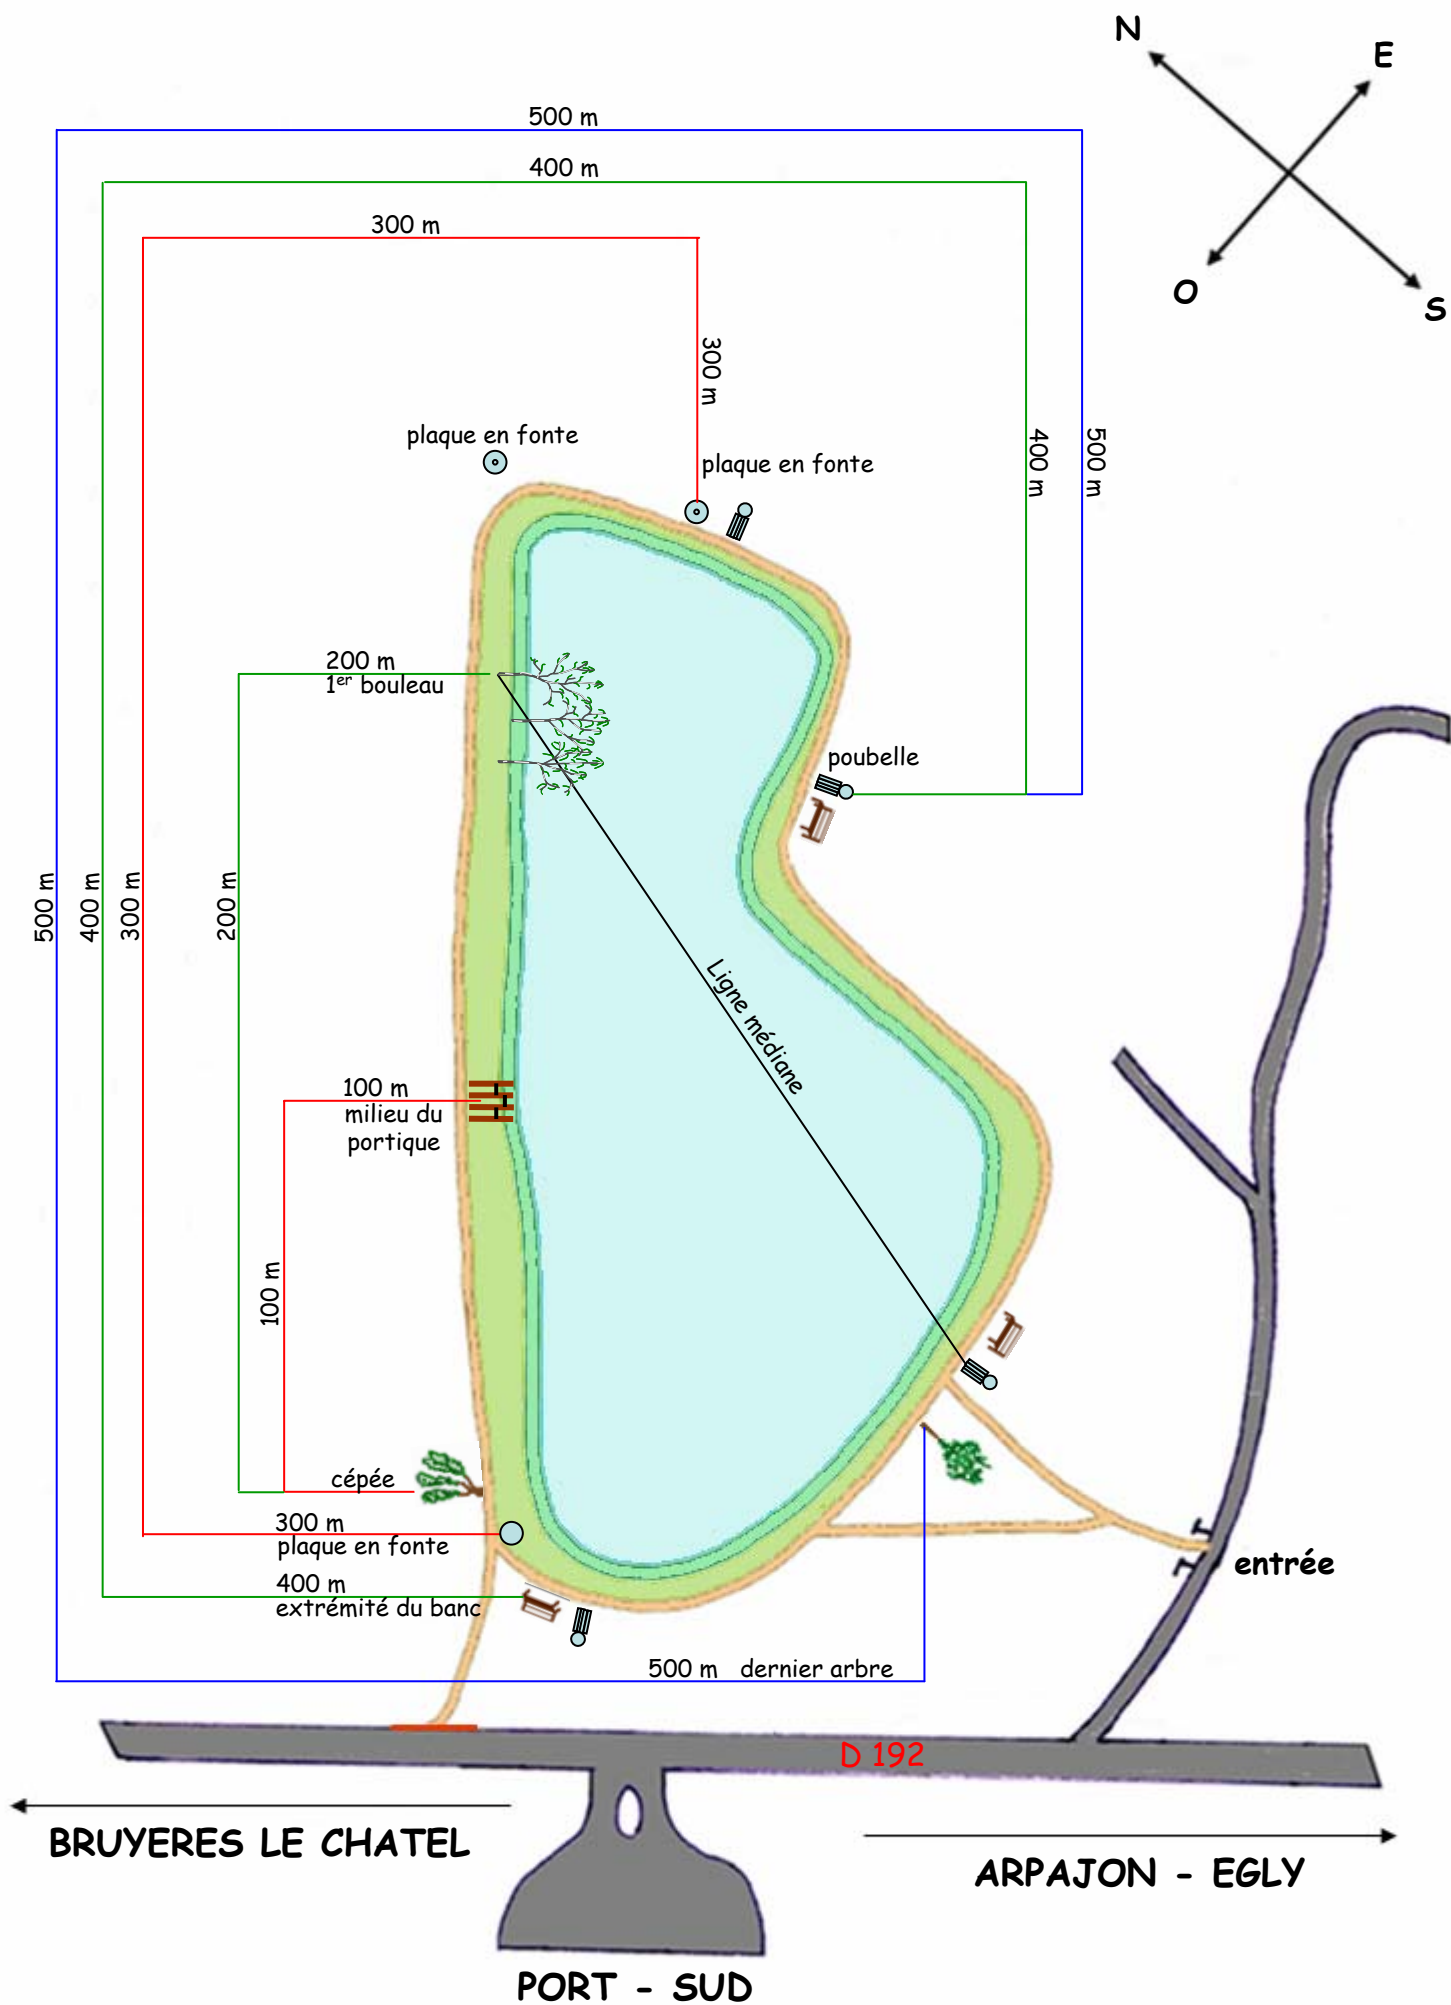 N
E
O
S
500 m
400 m
300 m
300 m
400 m
500 m
plaque en fonte
plaque en fonte
200 m
1er bouleau
poubelle
500 m
400 m
300 m
200 m
Ligne médiane
100 m
milieu du
portique
100 m
cépée
300 m
plaque en fonte
entrée
400 m
extrémité du banc
500 m dernier arbre
D 192
BRUYERES LE CHATEL
ARPAJON - EGLY
PORT - SUD